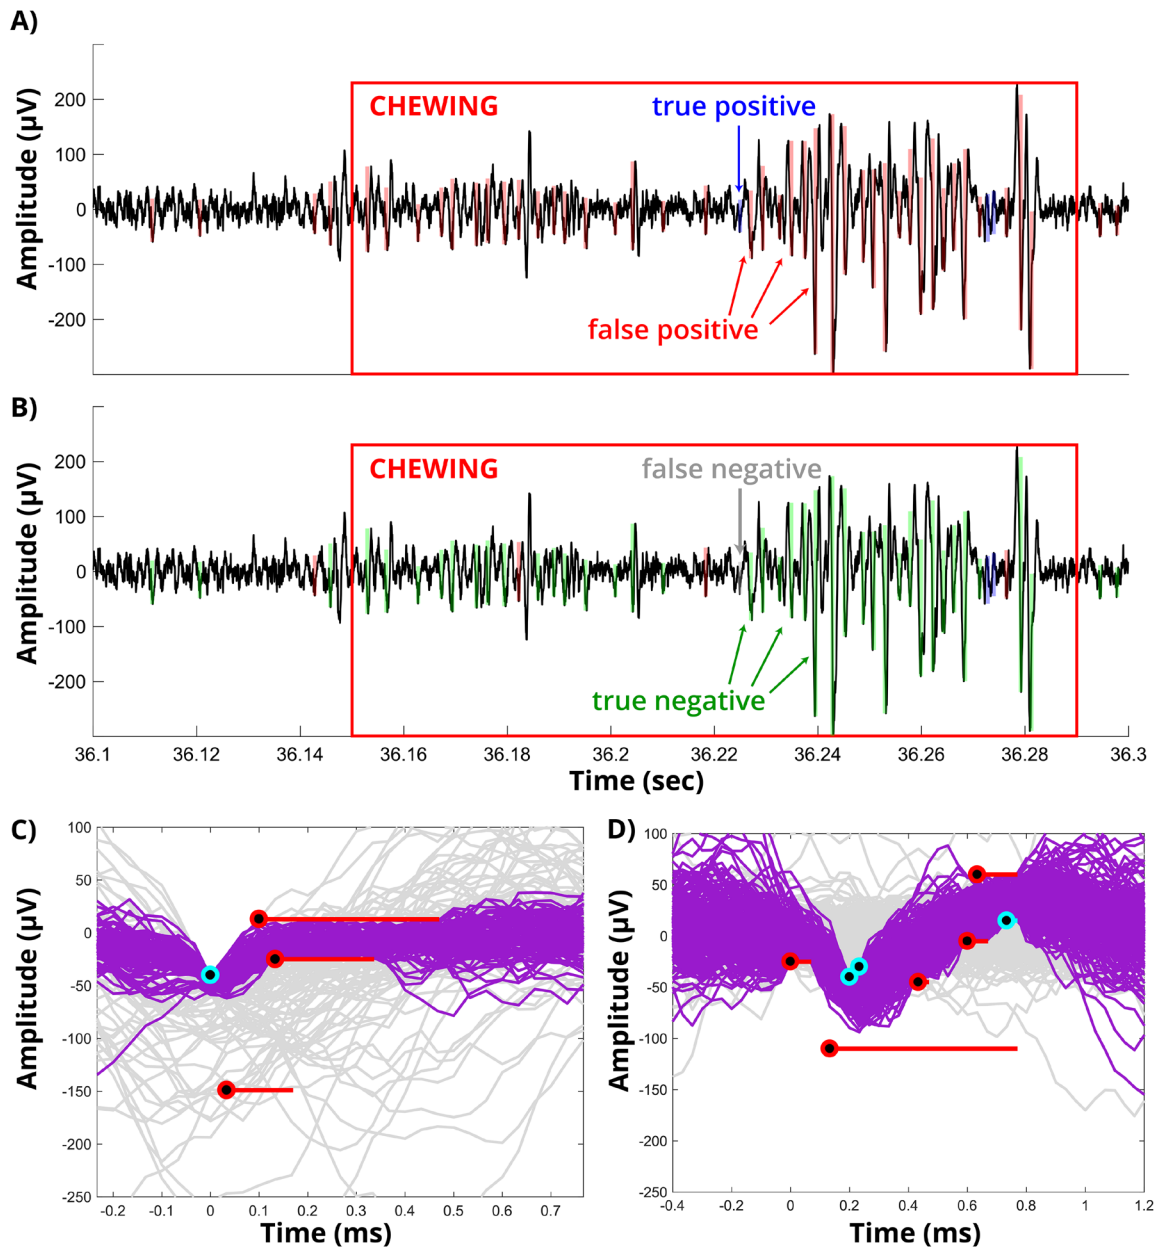 A)
Amplitude (µV)
200
100
0
-100
-200
CHEWING
true positive
false positive
B)
Amplitude (µV)
200
100
0
-100
-200
CHEWING
false negative
true negative
36.1 36.12 36.14 36.16 36.18 36.2 36.22 36.24 36.26 36.28 36.3
Time (sec)
C)
Amplitude (µV)
100
50
0
-50
-100
-150
-200
-250
-0.2 -0.1 0 0.1 0.2 0.3 0.4 0.5 0.6 0.7
Time (ms)
D)
Amplitude (µV)
100
50
0
-50
-100
-150
-200
-250
-0.4 -0.2 0 0.2 0.4 0.6 0.8 1 1.2
Time (ms)